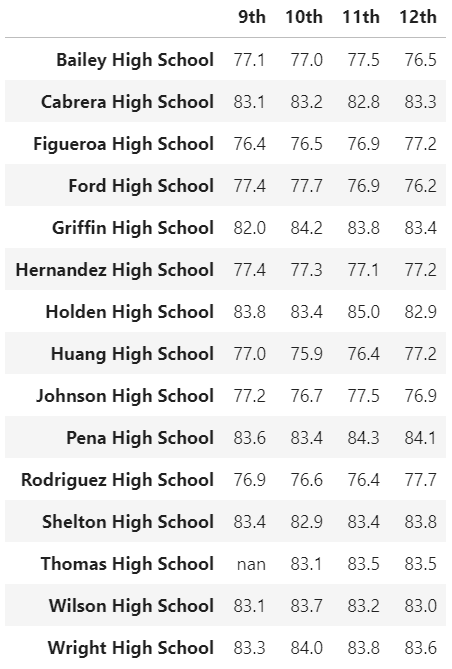 9th 10th 11th 12th
Bailey High School 77.1 77.0 77.5 76.5
Cabrera High School 83.1 83.2 82.8 83.3
Figueroa High School 76.4 76.5 76.9 77.2
Ford High School 77.4 77.7 76.9 76.2
Griffin High School 82.0 84.2 83.8 83.4
Hernandez High School 77.4 77.3 77.1 77.2
Holden High School 83.8 83.4 85.0 82.9
Huang High School 77.0 75.9 76.4 77.2
Johnson High School 77.2 76.7 77.5 76.9
Pena High School 83.6 83.4 84.3 84.1
Rodriguez High School 76.9 76.6 76.4 77.7
Shelton High School 83.4 82.9 83.4 83.8
Thomas High School nan 83.1 83.5 83.5
Wilson High School 83.1 83.7 83.2 83.0
Wright High School 83.3 84.0 83.8 83.6